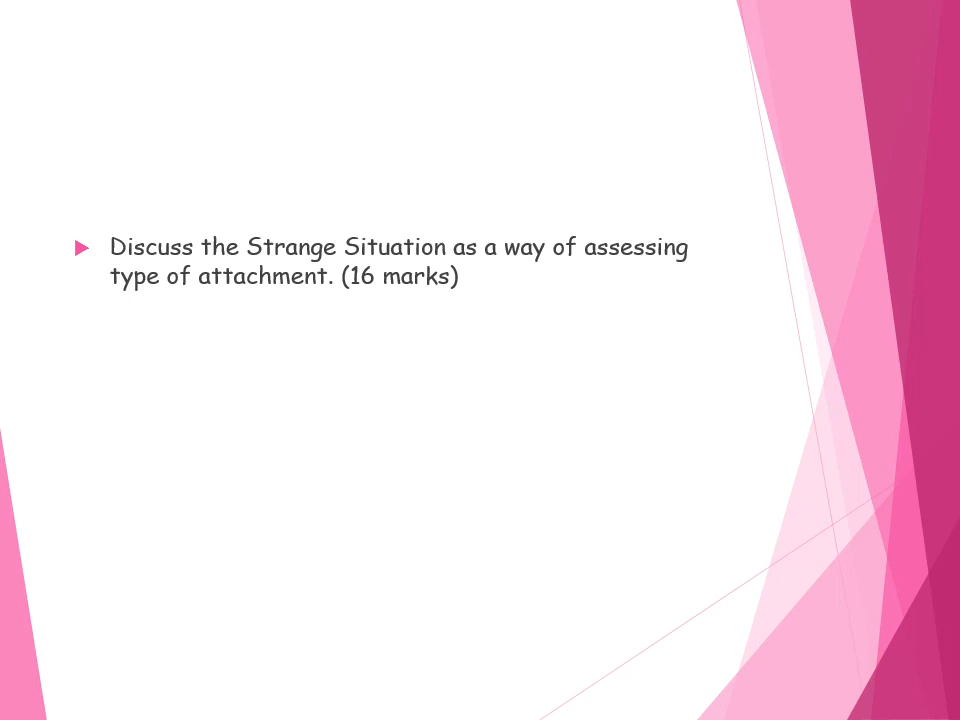 Discuss the Strange Situation as a way of assessing
type of attachment. (16 marks)